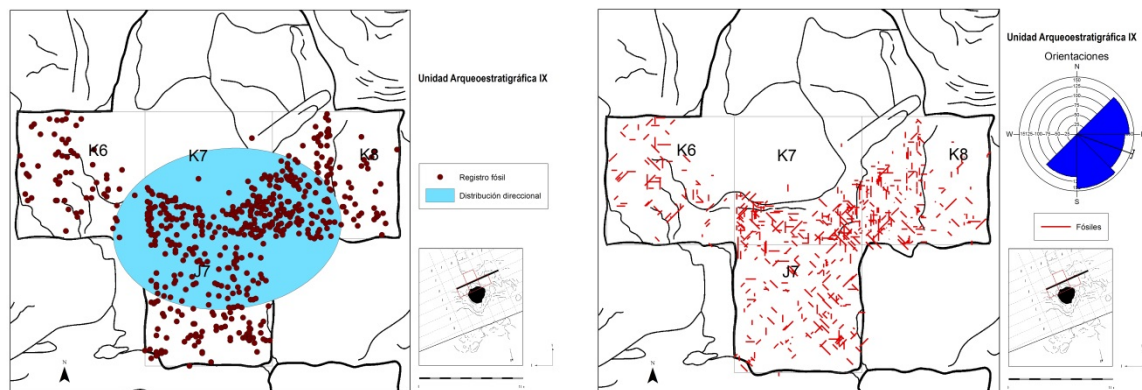 Unidad Arqueoestratigráfica IX
Registro fósil
Distribución direccional
K6
K7
K8
J7
N
Unidad Arqueoestratigráfica IX
Orientaciones
N
W
S
Fósiles
K6
K7
K8
J7
N